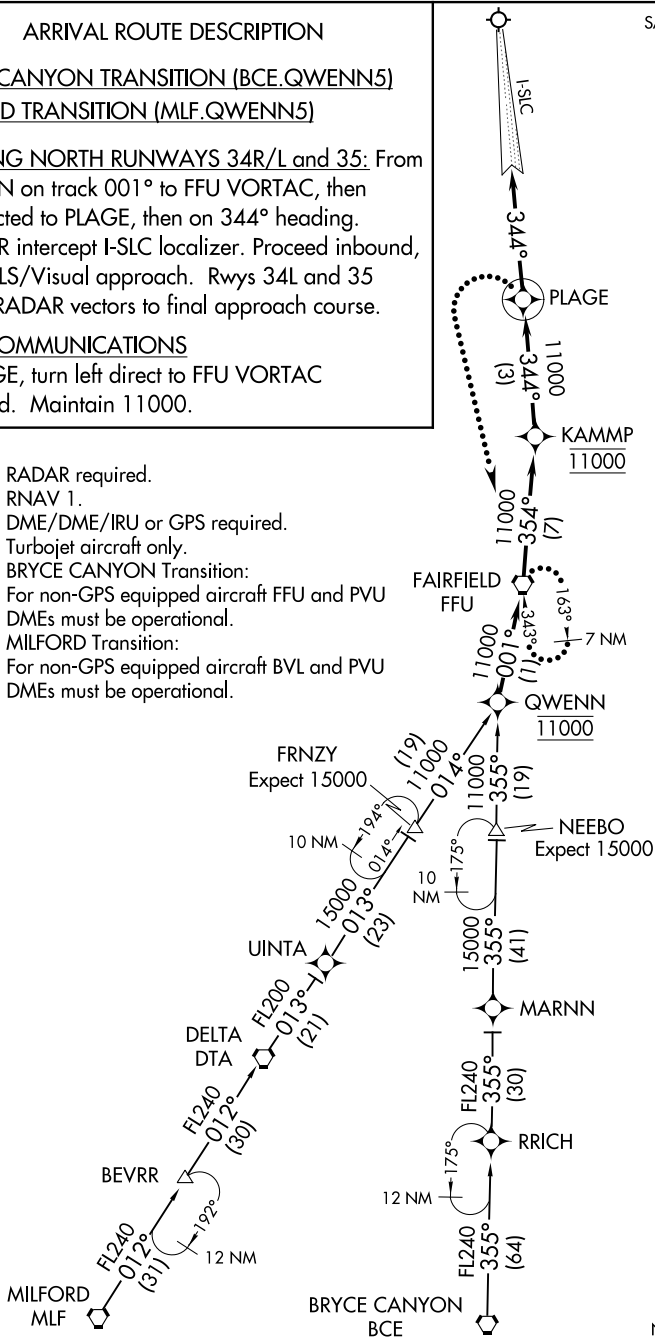 ARRIVAL ROUTE DESCRIPTION
CANYON TRANSITION (BCE.QWENN5)
D TRANSITION (MLF.QWENN5)
NG NORTH RUNWAYS 34R/L and 35: From
N on track 001° to FFU VORTAC, then
cted to PLAGE, then on 344° heading.
R intercept I-SLC localizer. Proceed inbound,
LS/Visual approach. Rwys 34L and 35
RADAR vectors to final approach course.
OMMUNICATIONS
GE, turn left direct to FFU VORTAC
d. Maintain 11000.
RADAR required.
RNAV 1.
DME/DME/IRU or GPS required.
Turbojet aircraft only.
BRYCE CANYON Transition:
For non-GPS equipped aircraft FFU and PVU
DMEs must be operational.
MILFORD Transition:
For non-GPS equipped aircraft BVL and PVU
DMEs must be operational.
SA
I-SLC
344°
PLAGE
11000
344°
(3)
KAMMP
11000
11000
354°
(7)
FAIRFIELD
FFU
163°
343°
7 NM
11000
001°
(1)
QWENN
11000
FRNZY
Expect 15000
(19)
11000
014°
11000
355°
(19)
194°
014°
10 NM
NEEBO
Expect 15000
175°
10
NM
15000
013°
(23)
15000
355°
(41)
UINTA
MARNN
FL200
013°
(21)
DELTA
DTA
FL240
355°
(30)
FL240
012°
(30)
RRICH
175°
12 NM
BEVRR
192°
12 NM
FL240
012°
(31)
FL240
355°
(64)
MILFORD
MLF
BRYCE CANYON
BCE
N